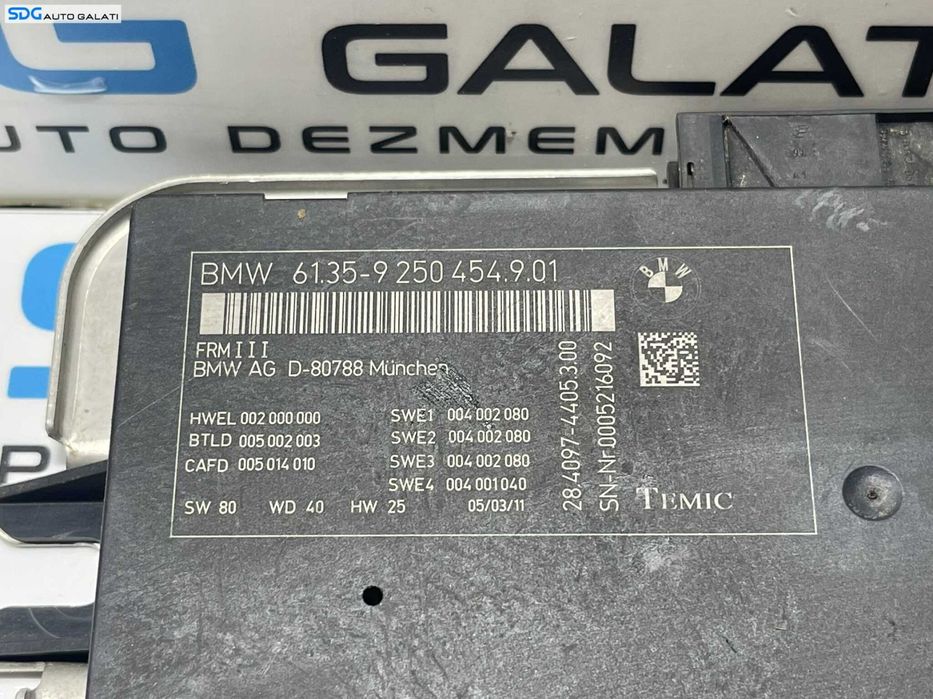 SDG AUTO GALATI
G GALAT
UTO DEZMEM
BMW 61.35-9 250 454.9.01
BMW
FRMIII
BMW AG D-80788 München
HWEL 002 000 000
BTLD 005 002 003
CAFD 005 014 010
SWE1 004 002 080
SWE2 004 002 080
SWE3 004 002 080
SWE4 004 001 040
SW 80 WD 40 HW 25 05/03/11
28.4097-4405.3.00
SN-Nr.0005216092
TEMIC
P